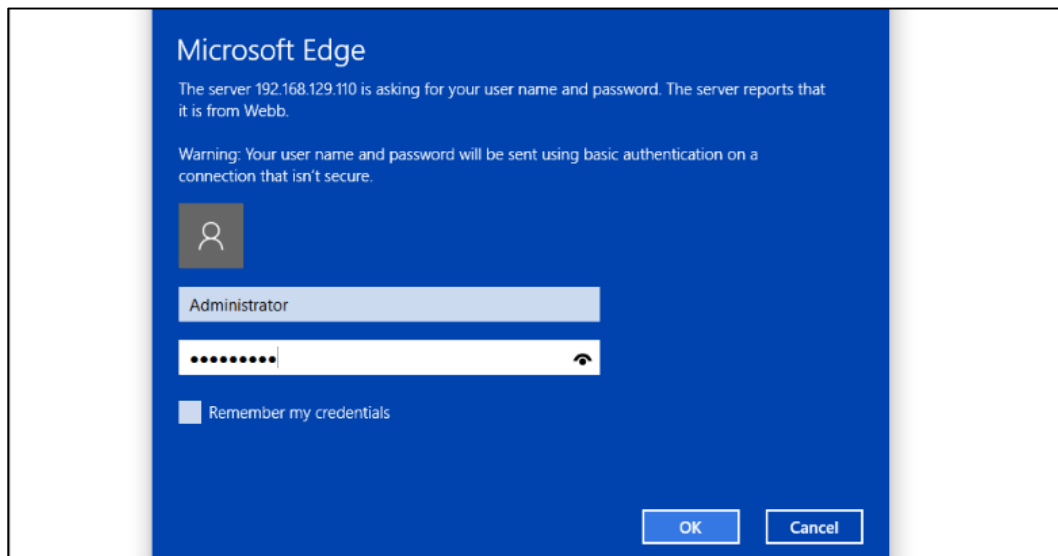 Microsoft Edge
The server 192.168.129.110 is asking for your user name and password. The server reports that
it is from Webb.
Warning: Your user name and password will be sent using basic authentication on a
connection that isn't secure.
Administrator
•••••••••
Remember my credentials
OK
Cancel